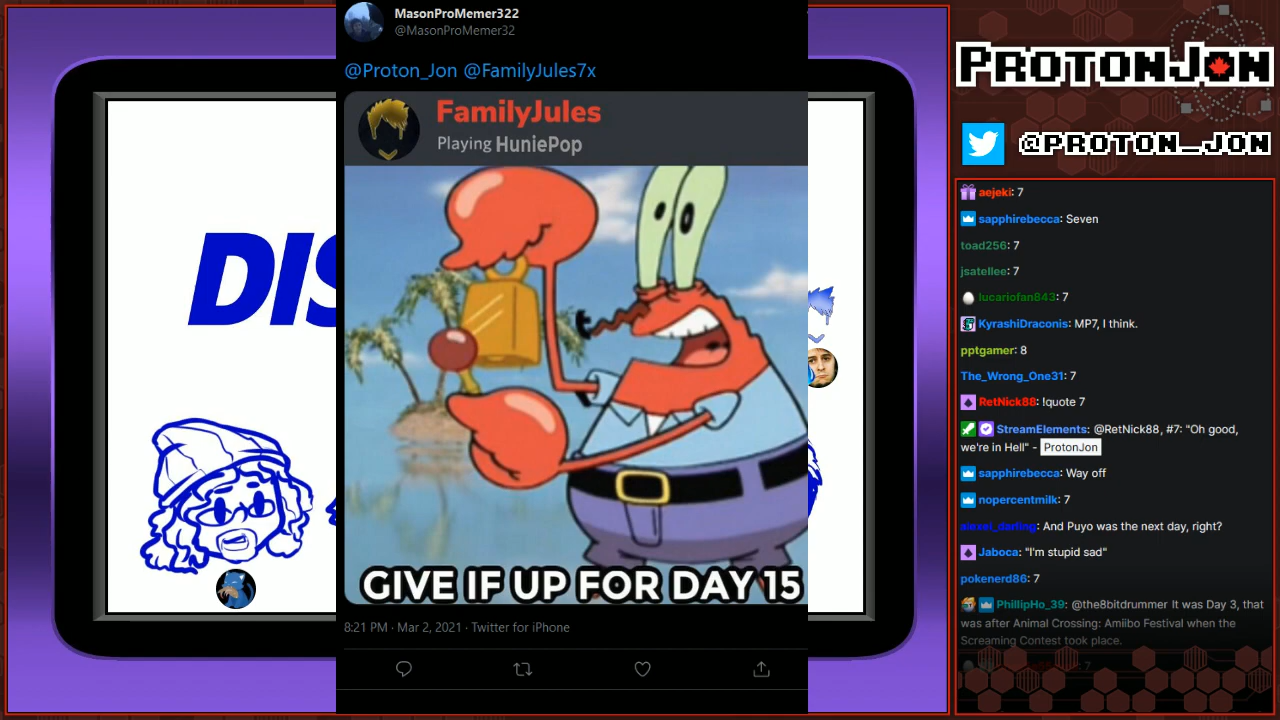 MasonProMemer322
@MasonProMemer32
@Proton_Jon @FamilyJules7x
FamilyJules
Playing HuniePop
GIVE IF UP FOR DAY 15
8:21 PM · Mar 2, 2021 · Twitter for iPhone
DIS
PROTONJON
@PROTON_JON
aejeki: 7
sapphirebecca: Seven
toad256: 7
jsatellee: 7
lucariofan843: 7
KyrashiDraconis: MP7, I think.
pptgamer: 8
The_Wrong_One31: 7
RetNick88: !quote 7
StreamElements: @RetNick88, #7: "Oh good,
we're in Hell" - ProtonJon
sapphirebecca: Way off
nopercentmilk: 7
alexei_darling: And Puyo was the next day, right?
Jaboca: "I'm stupid sad"
pokenerd86: 7
PhillipHo_39: @the8bitdrummer It was Day 3, that
was after Animal Crossing: Amiibo Festival when the
Screaming Contest took place.
: 7